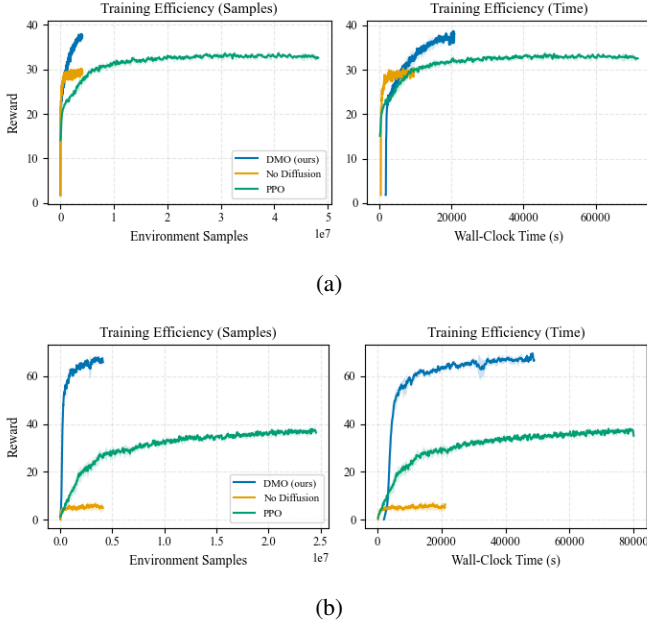 Training Efficiency (Samples)
Training Efficiency (Time)
Reward
40
30
20
10
0
40
30
20
10
0
DMO (ours)
No Diffusion
PPO
0
1
2
3
4
5
1e7
0
20000
40000
60000
Environment Samples
Wall-Clock Time (s)
(a)
Training Efficiency (Samples)
Training Efficiency (Time)
Reward
60
40
20
0
60
40
20
0
DMO (ours)
No Diffusion
PPO
0.0
0.5
1.0
1.5
2.0
2.5
1e7
0
20000
40000
60000
80000
Environment Samples
Wall-Clock Time (s)
(b)